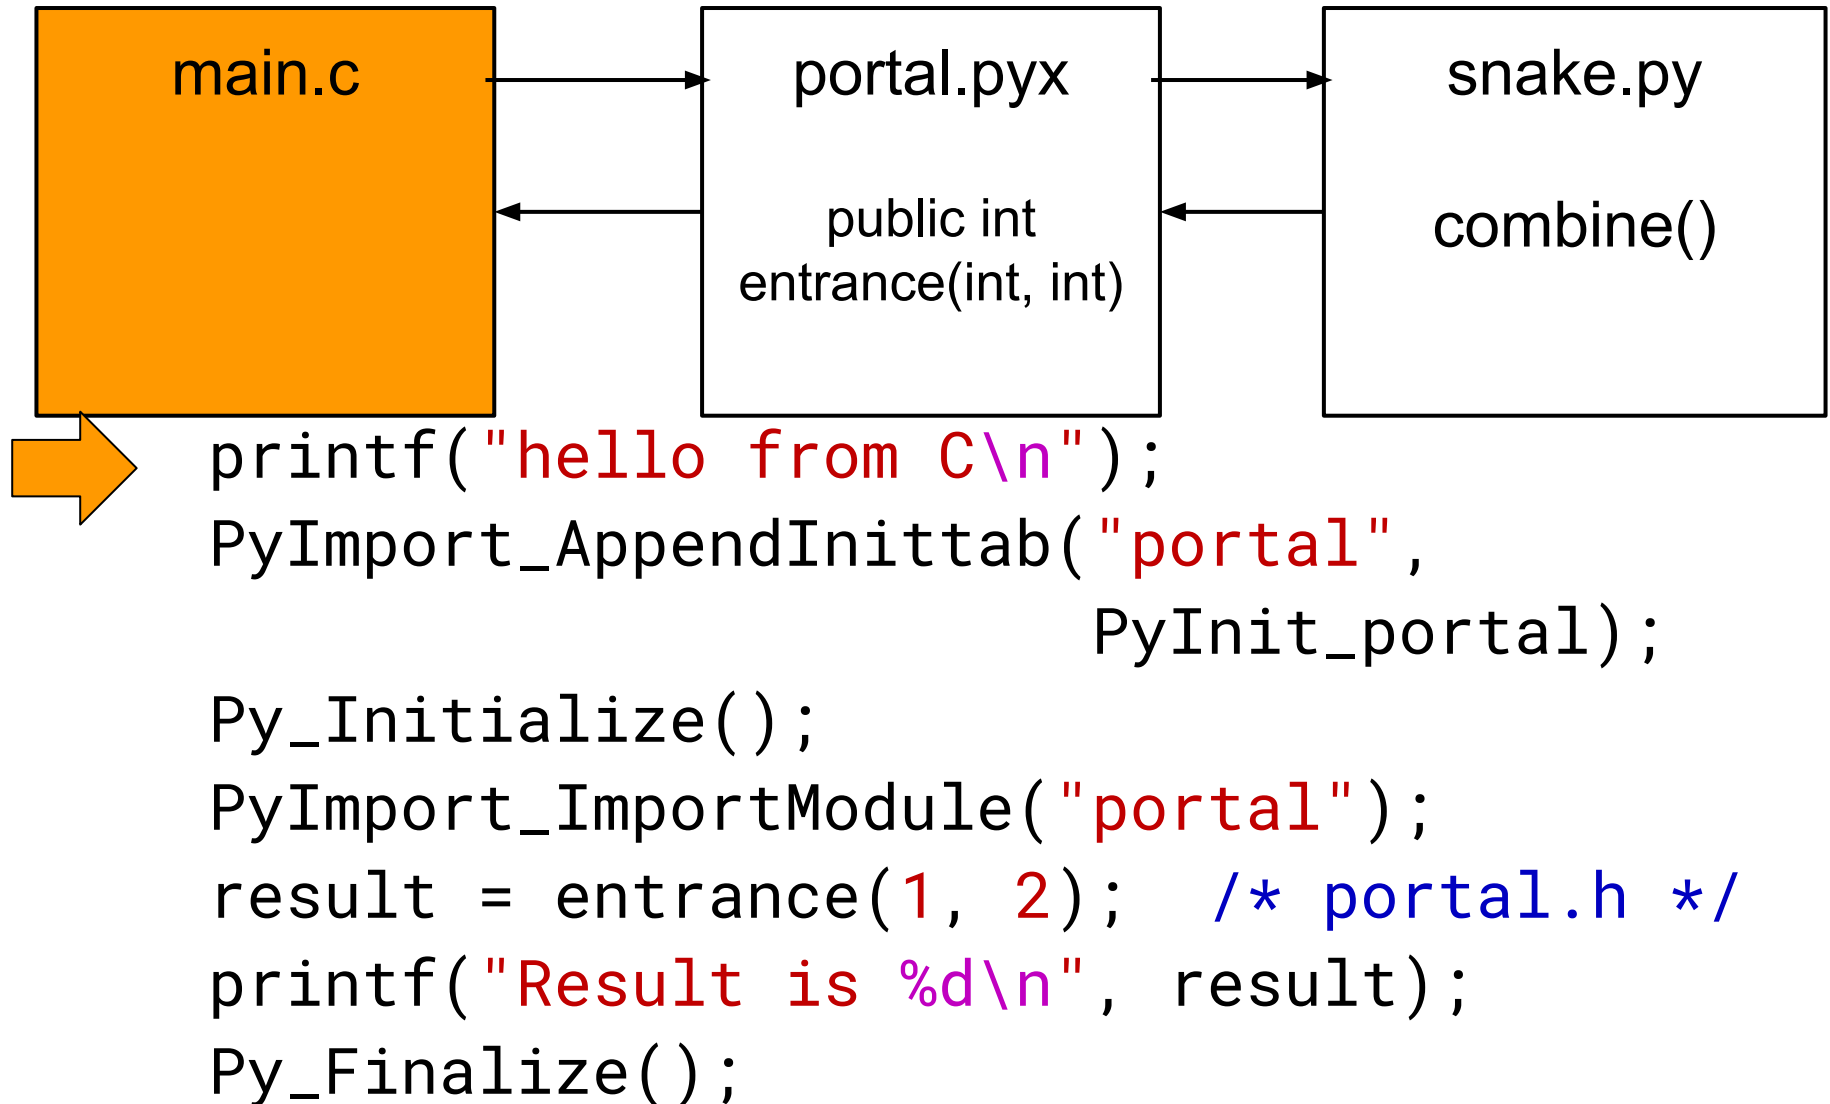 main.c
portal.pyx
public int
entrance(int, int)
snake.py
combine()
printf("hello from C\n");
PyImport_AppendInittab("portal",
PyInit_portal);
Py_Initialize();
PyImport_ImportModule("portal");
result = entrance(1, 2);  /* portal.h */
printf("Result is %d\n", result);
Py_Finalize();